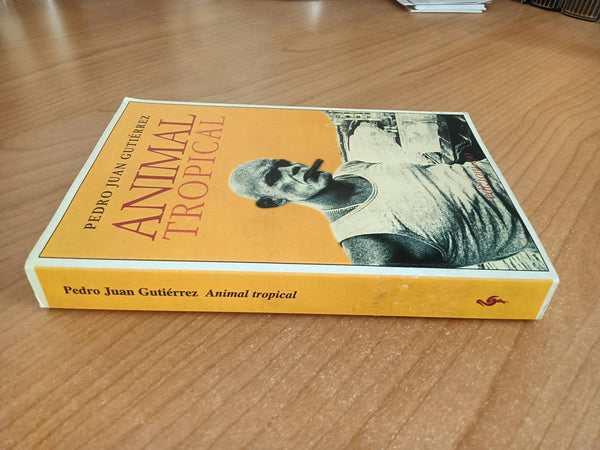 PEDRO JUAN GUTIÉRREZ
ANIMAL
TROPICAL
Pedro Juan Gutiérrez Animal tropical